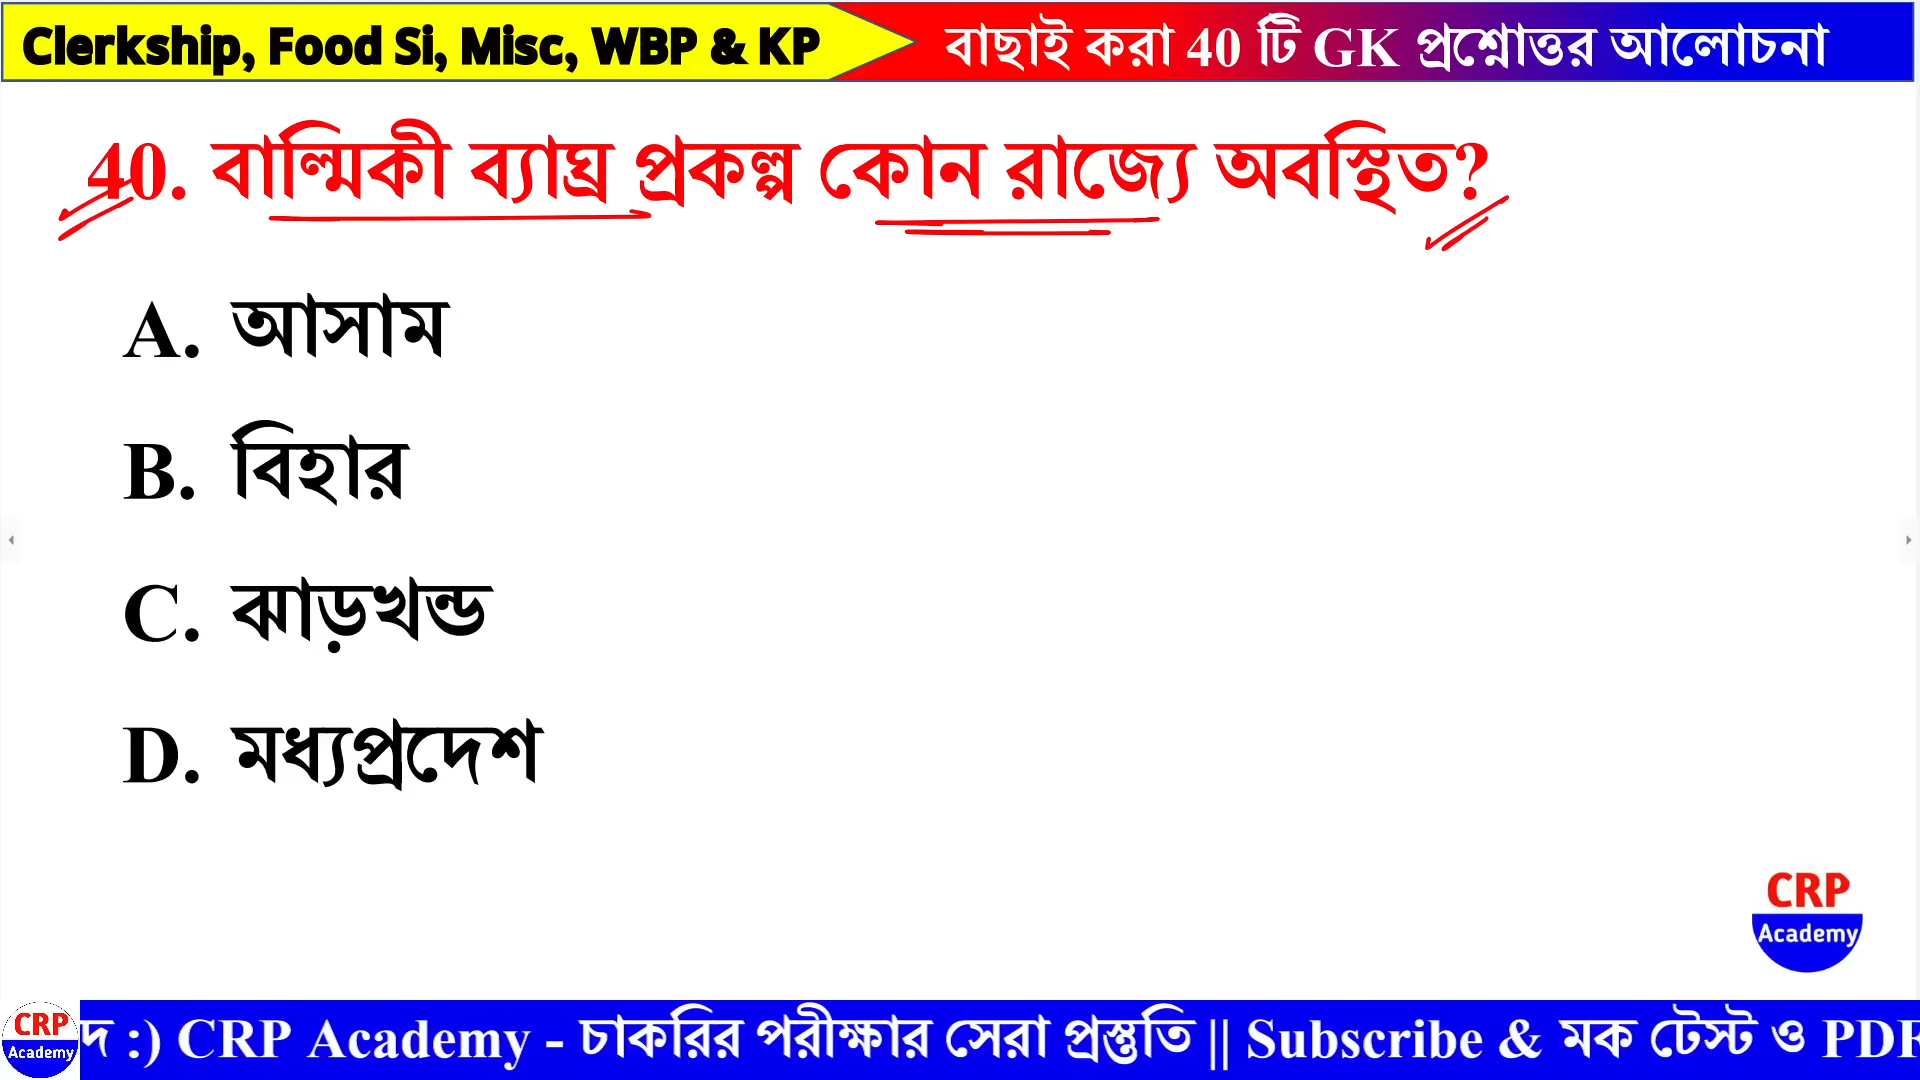 Clerkship, Food Si, Misc, WBP & KP
বাছাই করা 40 টি GK প্রশ্নোত্তর আলোচনা
40. বাল্মিকী ব্যাঘ্র প্রকল্প কোন রাজ্যে অবস্থিত?
A. আসাম
B. বিহার
C. ঝাড়খন্ড
D. মধ্যপ্রদেশ
CRP
Academy
CRP
Academy
:) CRP Academy - চাকরির পরীক্ষার সেরা প্রস্তুতি || Subscribe & মক টেস্ট ও PDF